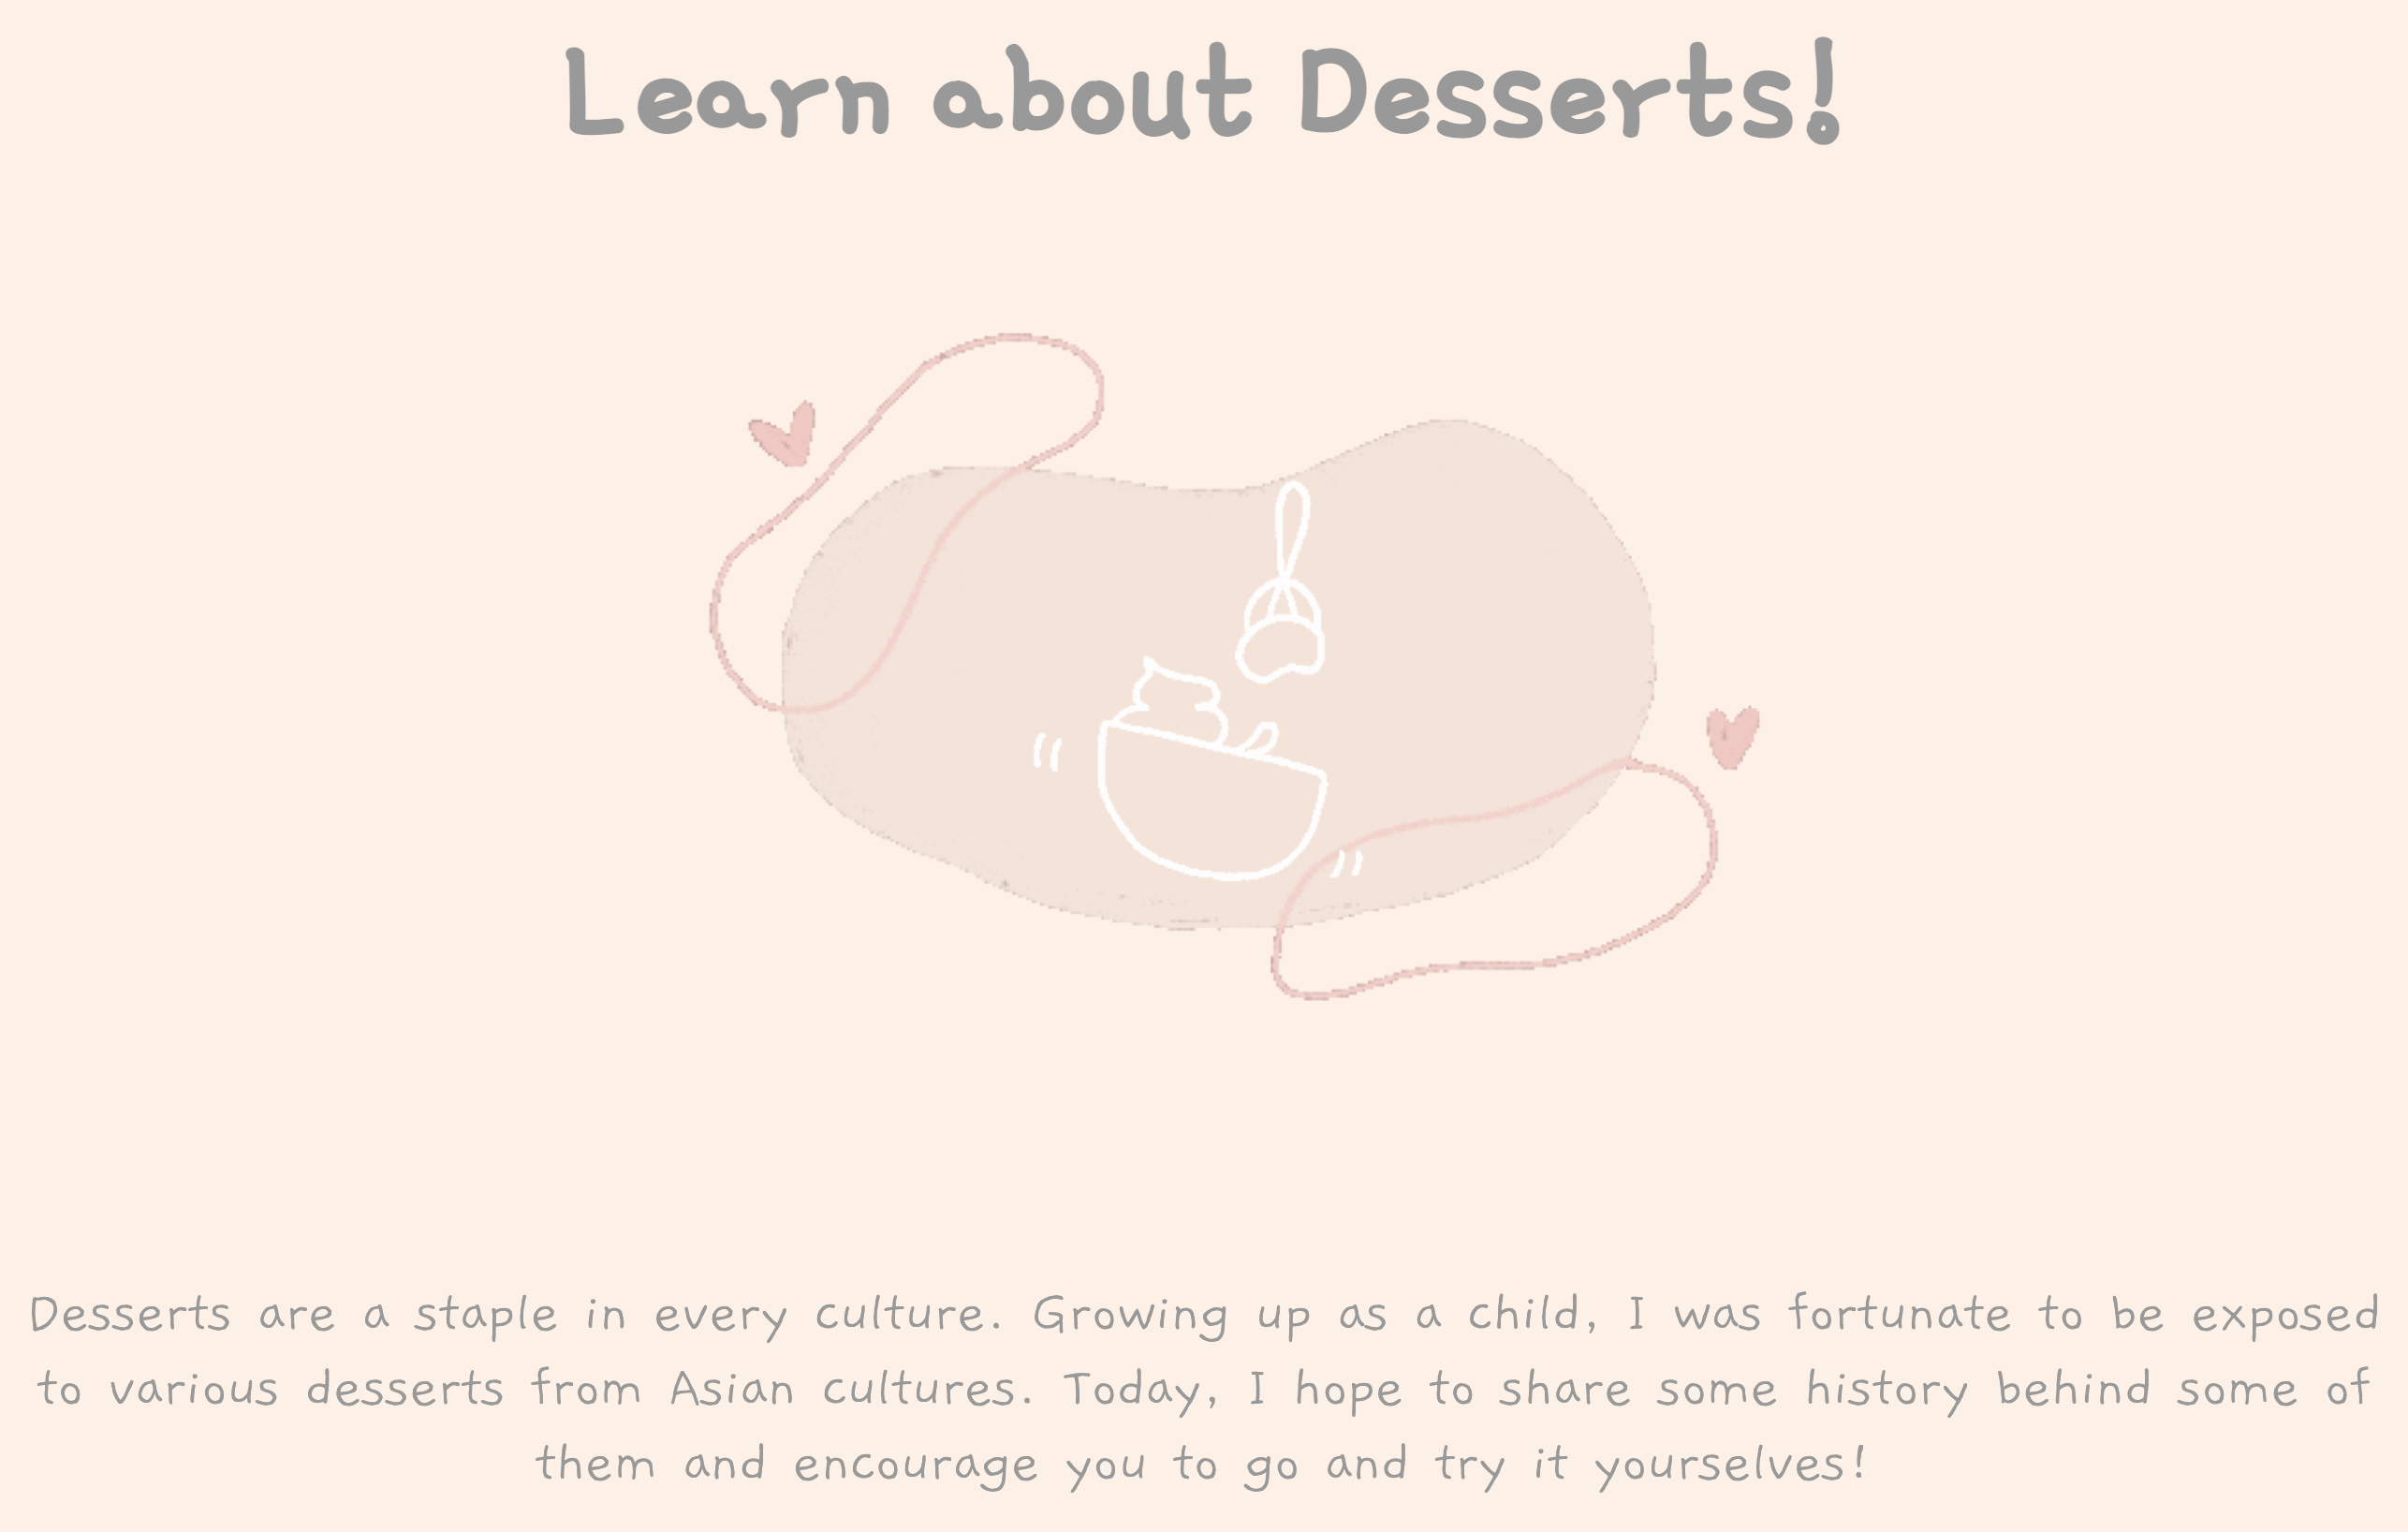 Learn about Desserts!
Desserts are a staple in every culture. Growing up as a child, I was fortunate to be exposed
to various desserts from Asian cultures. Today, I hope to share some history behind some of
them and encourage you to go and try it yourselves!